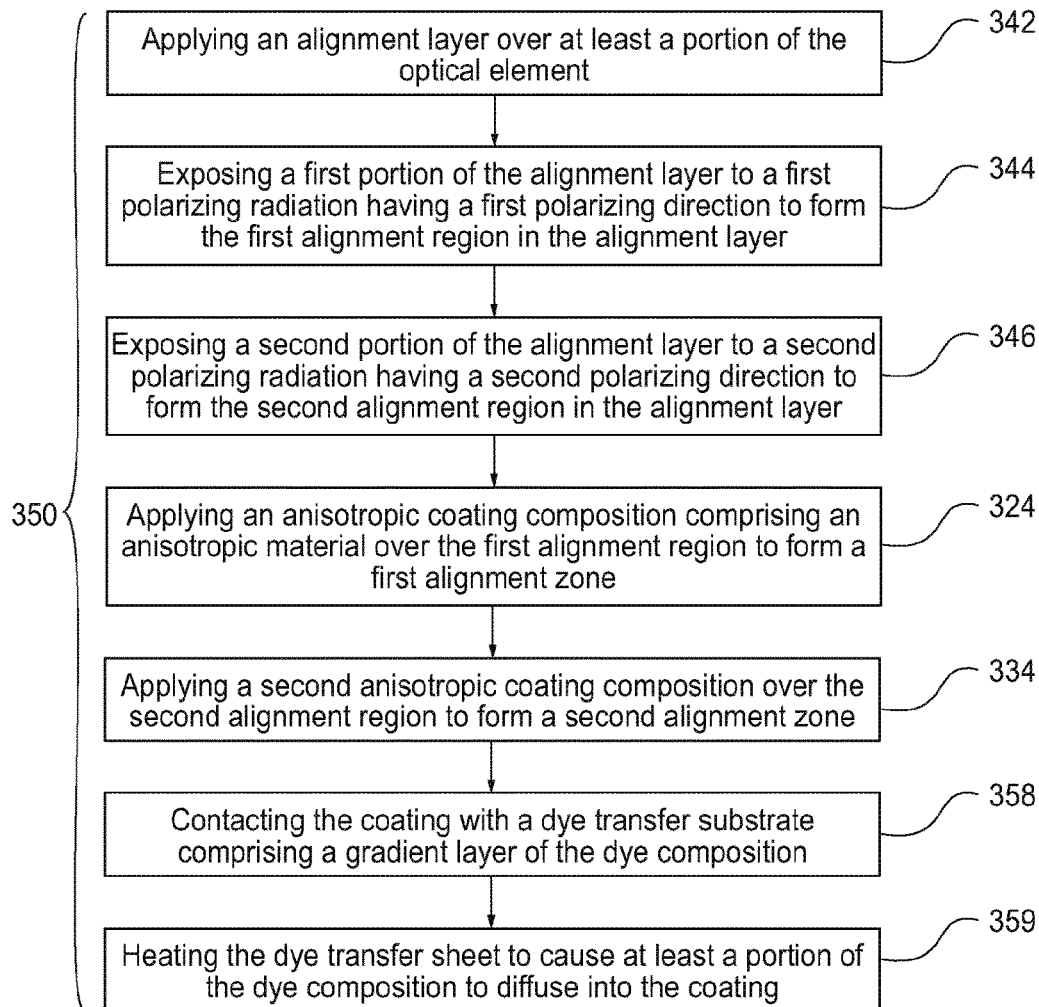 Applying an alignment layer over at least a portion of the
optical element
342
Exposing a first portion of the alignment layer to a first
polarizing radiation having a first polarizing direction to form
the first alignment region in the alignment layer
344
Exposing a second portion of the alignment layer to a second
polarizing radiation having a second polarizing direction to
form the second alignment region in the alignment layer
346
350
Applying an anisotropic coating composition comprising an
anisotropic material over the first alignment region to form a
first alignment zone
324
Applying a second anisotropic coating composition over the
second alignment region to form a second alignment zone
334
Contacting the coating with a dye transfer substrate
comprising a gradient layer of the dye composition
358
Heating the dye transfer sheet to cause at least a portion of
the dye composition to diffuse into the coating
359